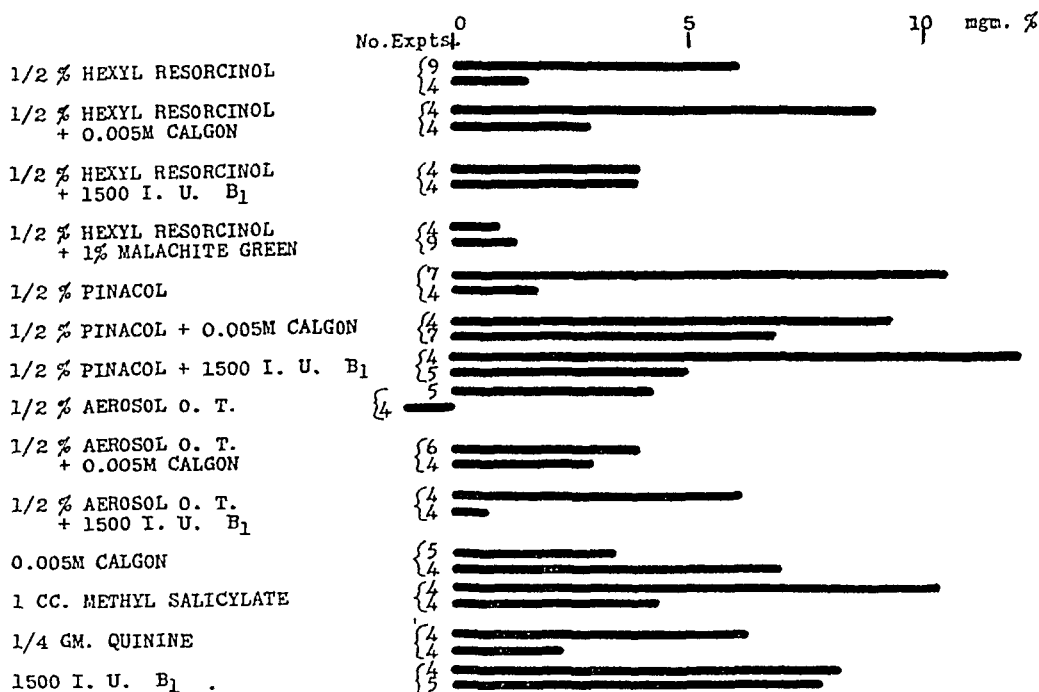 0 5 10 mgm. %
No.Expts.
1/2 % HEXYL RESORCINOL {9
4
1/2 % HEXYL RESORCINOL {4
+ 0.005M CALGON 4
1/2 % HEXYL RESORCINOL {4
+ 1500 I. U. B1 4
1/2 % HEXYL RESORCINOL {4
+ 1% MALACHITE GREEN 9
1/2 % PINACOL {7
4
1/2 % PINACOL + 0.005M CALGON {4
7
1/2 % PINACOL + 1500 I. U. B1 {4
5
5
1/2 % AEROSOL O. T. {4
1/2 % AEROSOL O. T. {6
+ 0.005M CALGON 4
1/2 % AEROSOL O. T. {4
+ 1500 I. U. B1 4
0.005M CALGON {5
4
1 CC. METHYL SALICYLATE {4
4
1/4 GM. QUININE {4
4
1500 I. U. B1 . {4
5